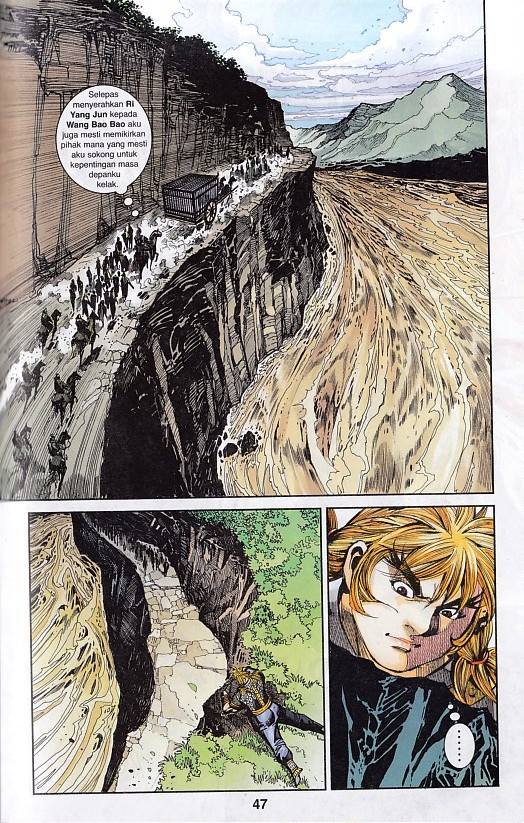 Selepas
menyerahkan Ri
Yang Jun kepada
Wang Bao Bao aku
juga mesti memikirkan
pihak mana yang mesti
aku sokong untuk
kepentingan masa
depanku
kelak.
......
47